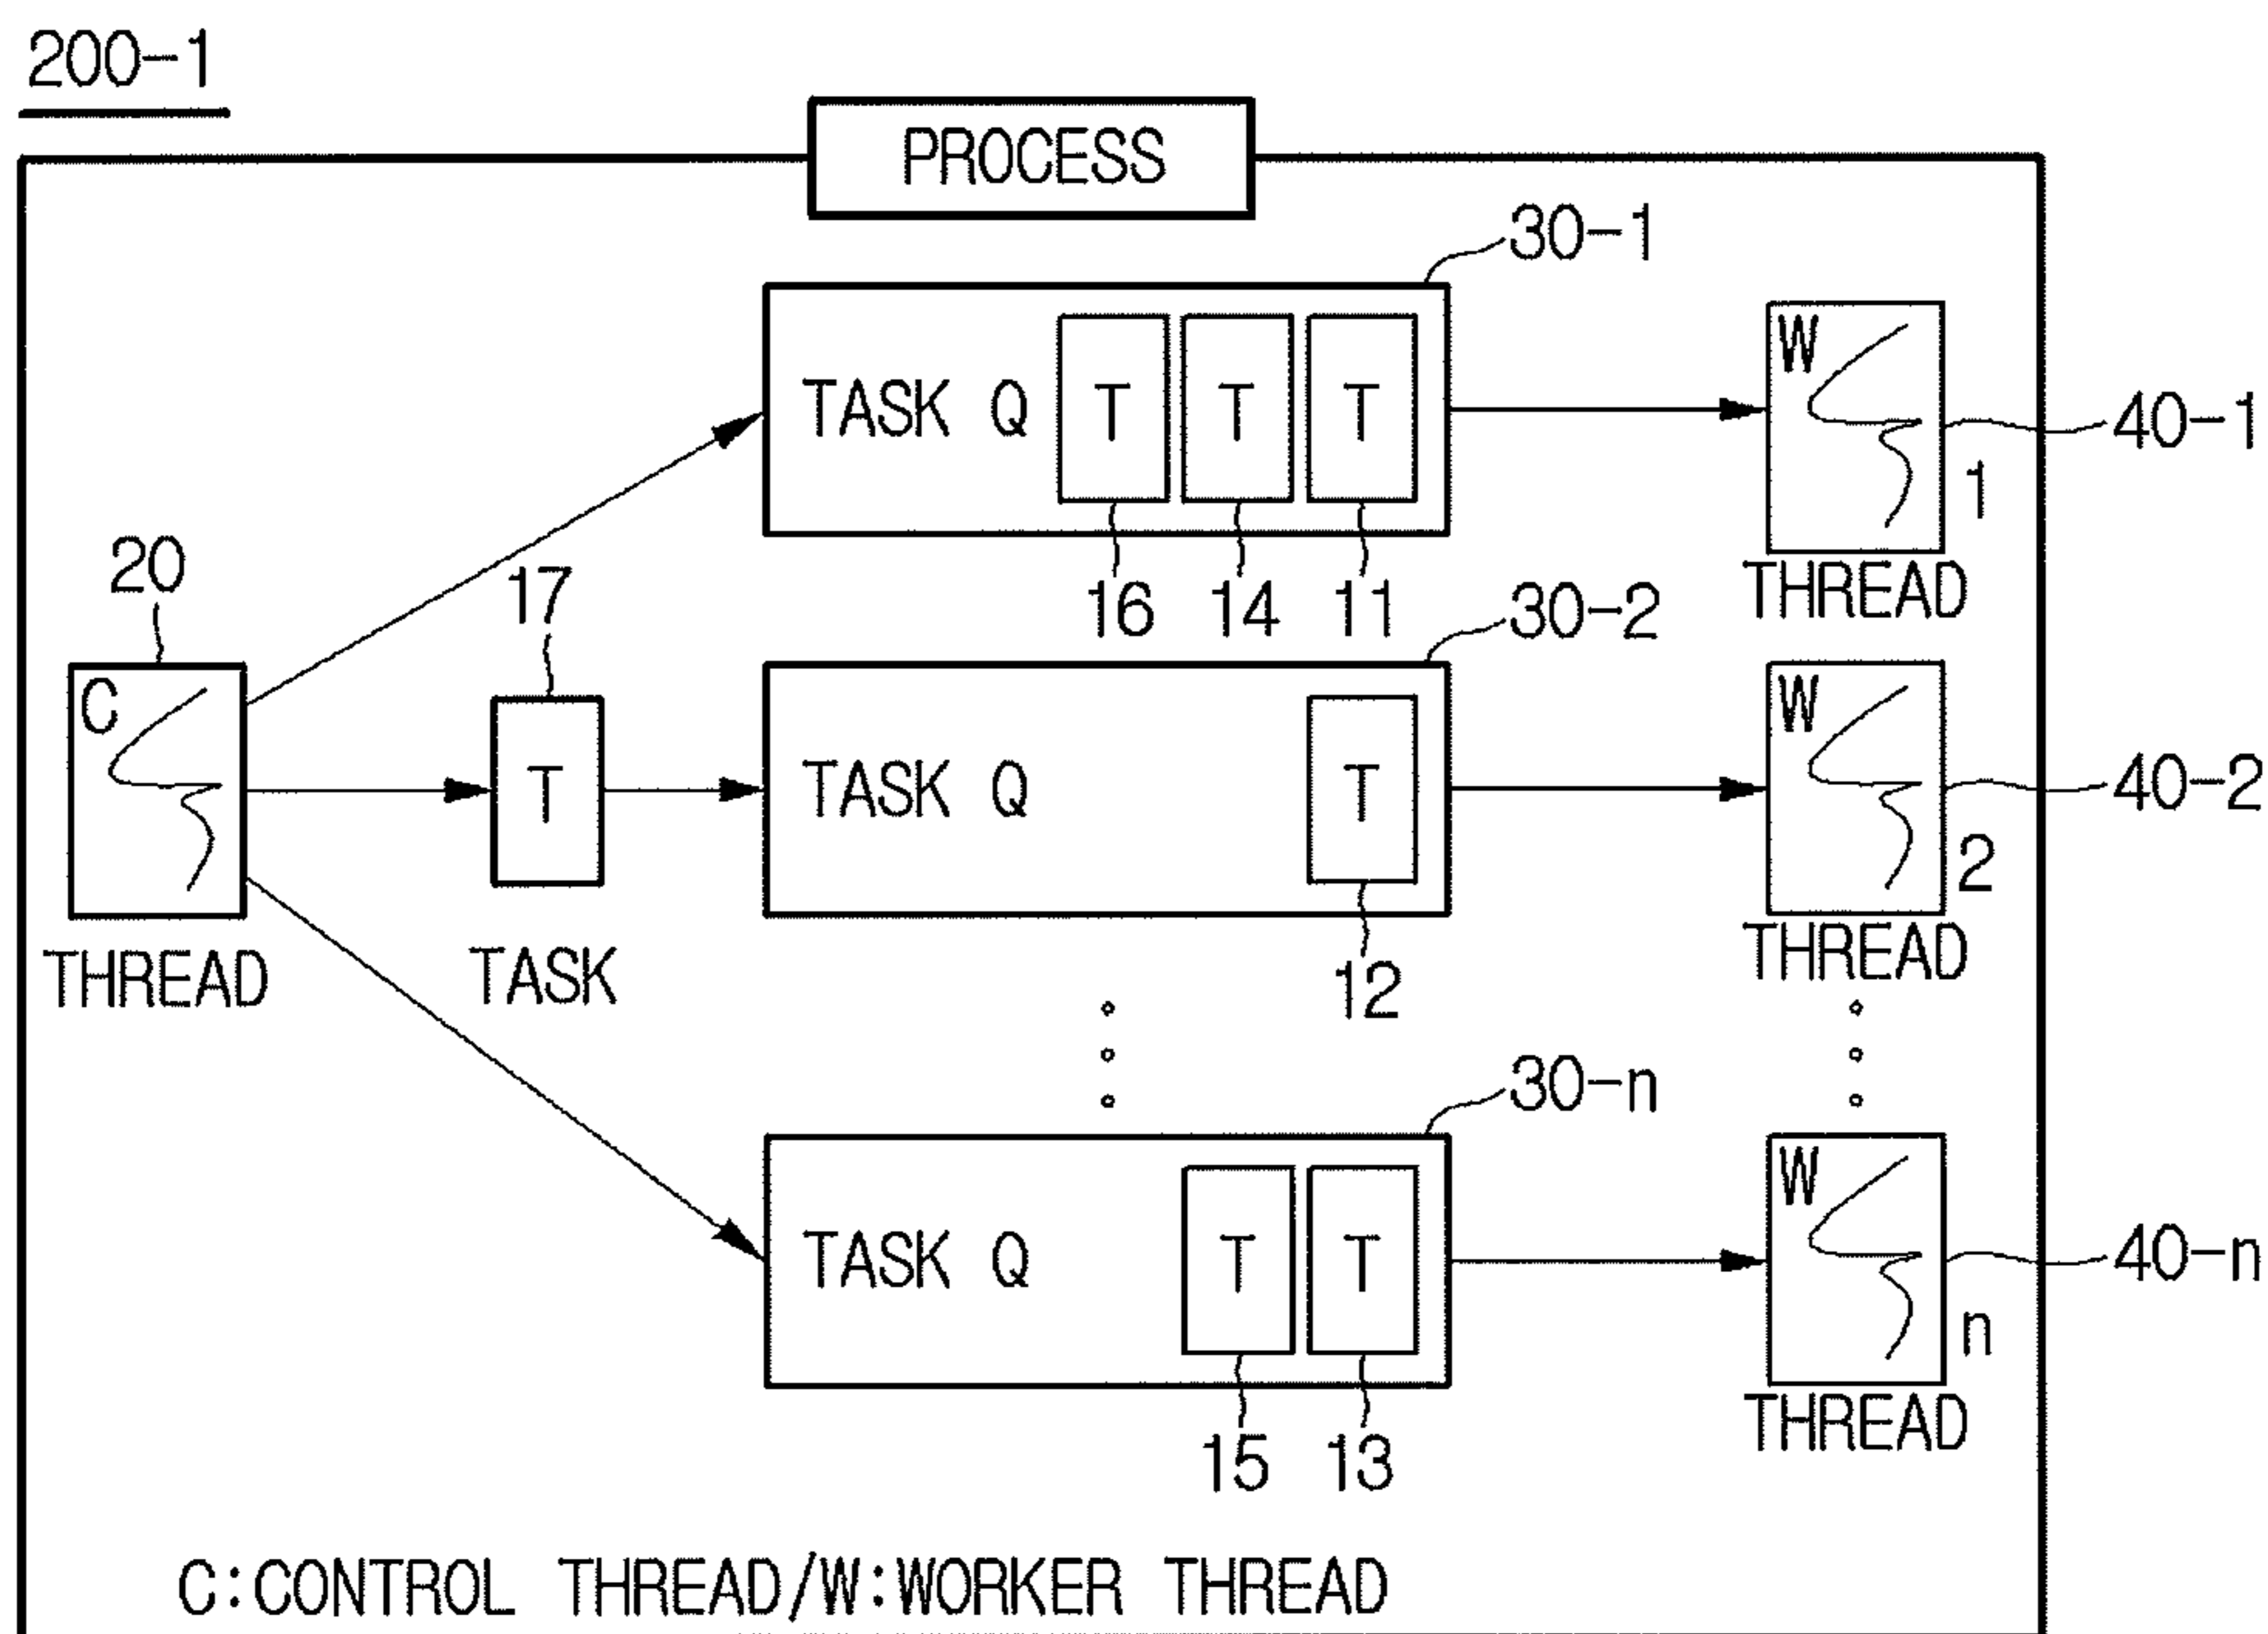 200-1
PROCESS
30-1
TASK Q T T T
W
40-1
1
16 14 11
THREAD
20
17
30-2
C
T
TASK Q T
W
40-2
2
THREAD
TASK
12
THREAD
30-n
TASK Q T T
W
40-n
n
15 13
THREAD
C:CONTROL THREAD/W:WORKER THREAD